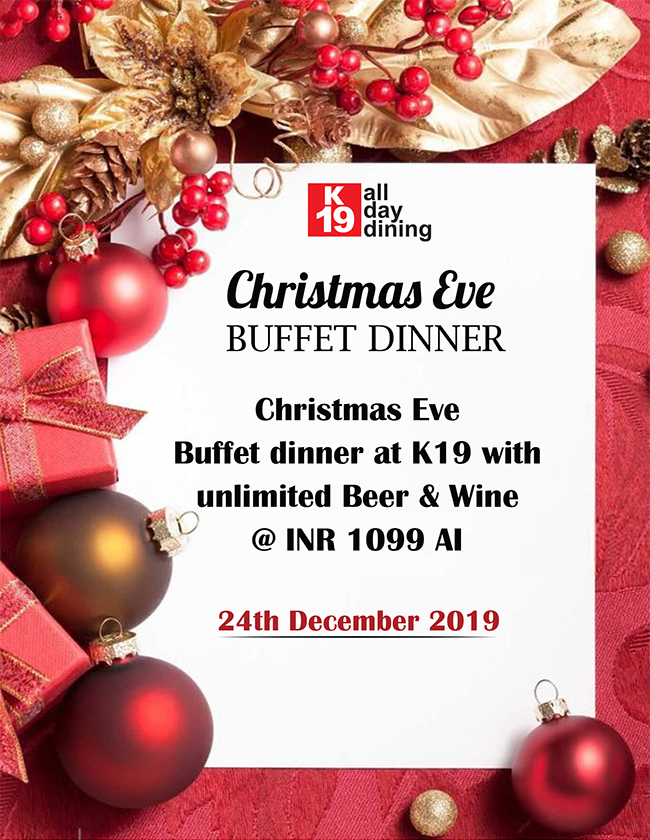 K
19
all
day
dining
Christmas Eve
BUFFET DINNER
Christmas Eve
Buffet dinner at K19 with
unlimited Beer & Wine
@ INR 1099 AI
24th December 2019